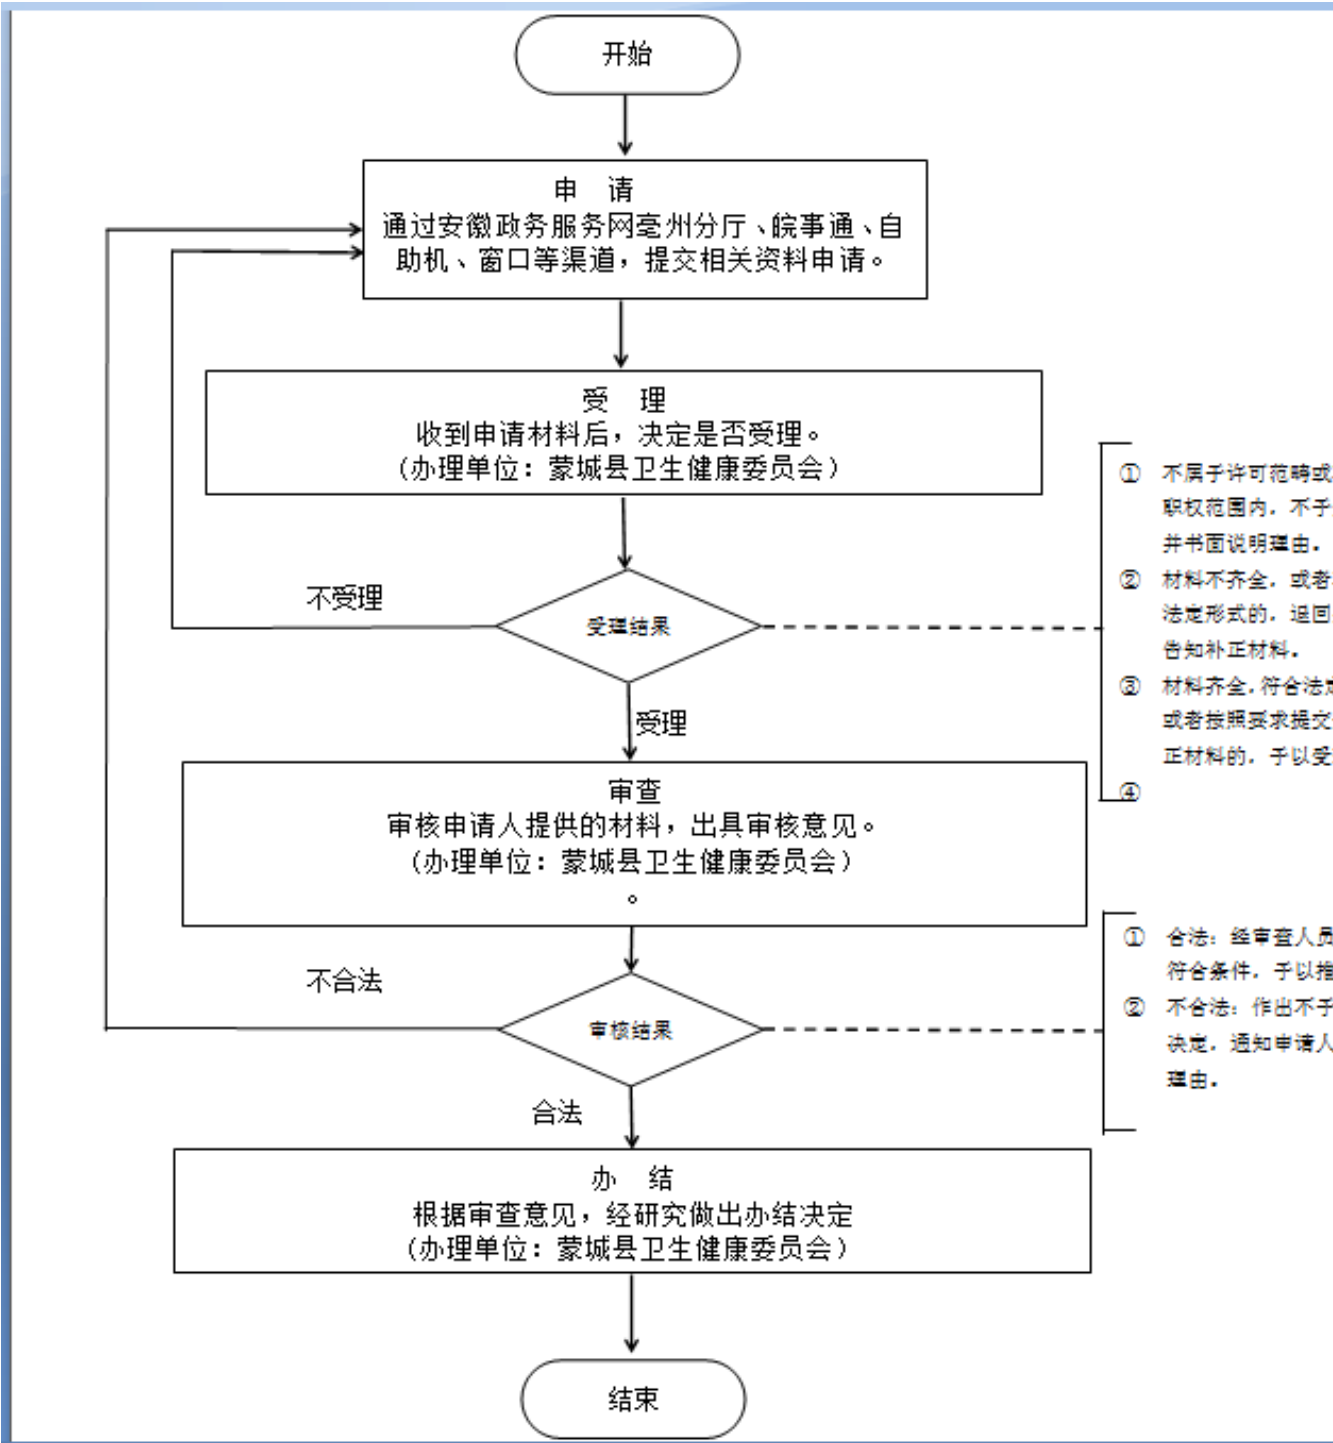 开始
申 请
通过安徽政务服务网亳州分厅、皖事通、自
助机、窗口等渠道，提交相关资料申请。
受 理
收到申请材料后，决定是否受理。
（办理单位：蒙城县卫生健康委员会）
不受理
受理结果
受理
① 不属于许可范畴或
职权范围内，不予
并书面说明理由。
② 材料不齐全，或者
法定形式的，退回
告知补正材料。
③ 材料齐全，符合法定
或者按照要求提交
正材料的，予以受
④
审查
审核申请人提供的材料，出具审核意见。
（办理单位：蒙城县卫生健康委员会）
。
不合法
审核结果
合法
① 合法：经审查人员
符合条件，予以推
② 不合法：作出不予
决定，通知申请人
理由。
办 结
根据审查意见，经研究做出办结决定
（办理单位：蒙城县卫生健康委员会）
结束